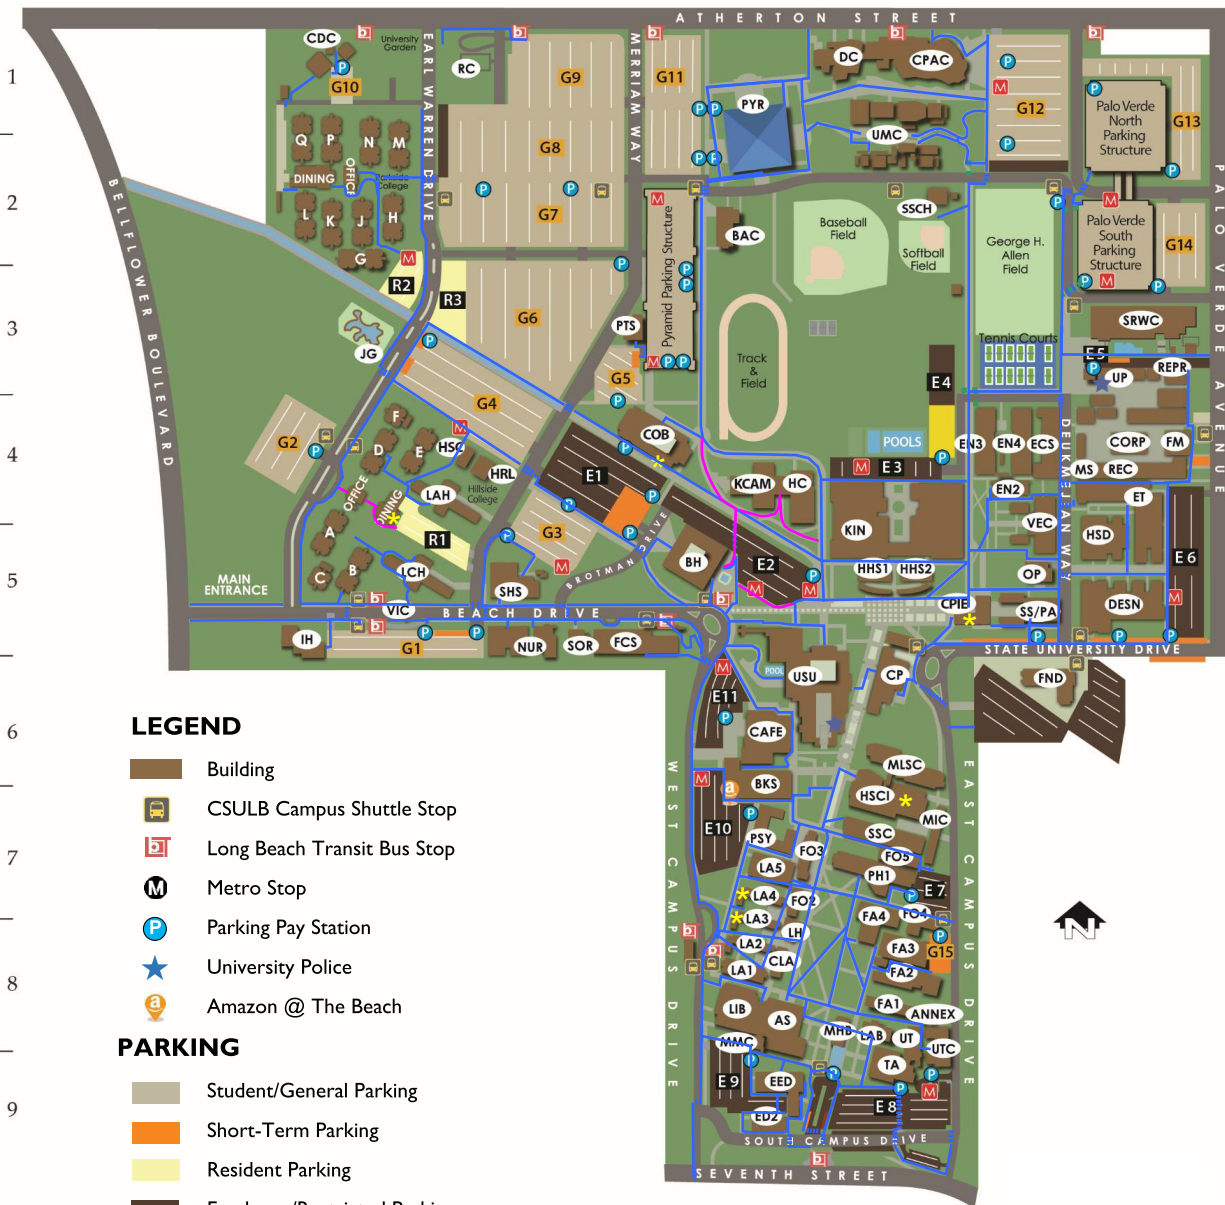 ATHERTON STREET
CDC
University
Garden
EARL WARREN DRIVE
RC
MERRIAM WAY
DC
CPAC
1
G10
G9
G11
PYR
G12
Palo Verde
North
Parking
Structure
G13
UMC
Q
P
N
M
G8
DINING
OFFICE
College
PALO VERDE AVENUE
BELLFLOWER BOULEVARD
2
L
K
J
H
G7
SSCH
BAC
Baseball
Field
Softball
Field
George H.
Allen
Field
Palo Verde
South
Parking
Structure
G14
G
R2
R3
Pyramid Parking Structure
3
G6
PTS
SRWC
JG
Tennis Courts
E5
UP
REPR
Track
&
Field
G5
E4
G4
F
HSC
COB
POOLS
EN3
EN4
ECS
DEUKMEJIAN WAY
CORP
FM
4
G2
D
E
HRL
E1
E3
MS
REC
KCAM
HC
EN2
ET
OFFICE
DINING
LAH
Hillside
College
KIN
VEC
HSD
A
R1
G3
BROTMAN DRIVE
BH
E2
E6
5
C
B
LCH
SHS
HHS1
HHS2
OP
MAIN
ENTRANCE
VIC
BEACH DRIVE
CPIE
SS/PA
DESN
IH
G1
NUR
SOR
FCS
STATE UNIVERSITY DRIVE
POOL
USU
CP
FND
E11
6
LEGEND
CAFE
WEST CAMPUS DRIVE
EAST CAMPUS DRIVE
MLSC
Building
BKS
HSCI
CSULB Campus Shuttle Stop
MIC
E10
PSY
FO3
SSC
Long Beach Transit Bus Stop
7
LA5
FO5
PH1
Metro Stop
E7
LA4
FO2
FA4
FO4
LA3
Parking Pay Station
LH
LA2
FA3
G15
University Police
CLA
LA1
FA2
N
8
Amazon @ The Beach
LIB
AS
FA1
ANNEX
MHB
LAB
UT
PARKING
MMC
UTC
TA
Student/General Parking
E9
EED
9
E8
Short-Term Parking
ED2
SOUTH CAMPUS DRIVE
Resident Parking
SEVENTH STREET